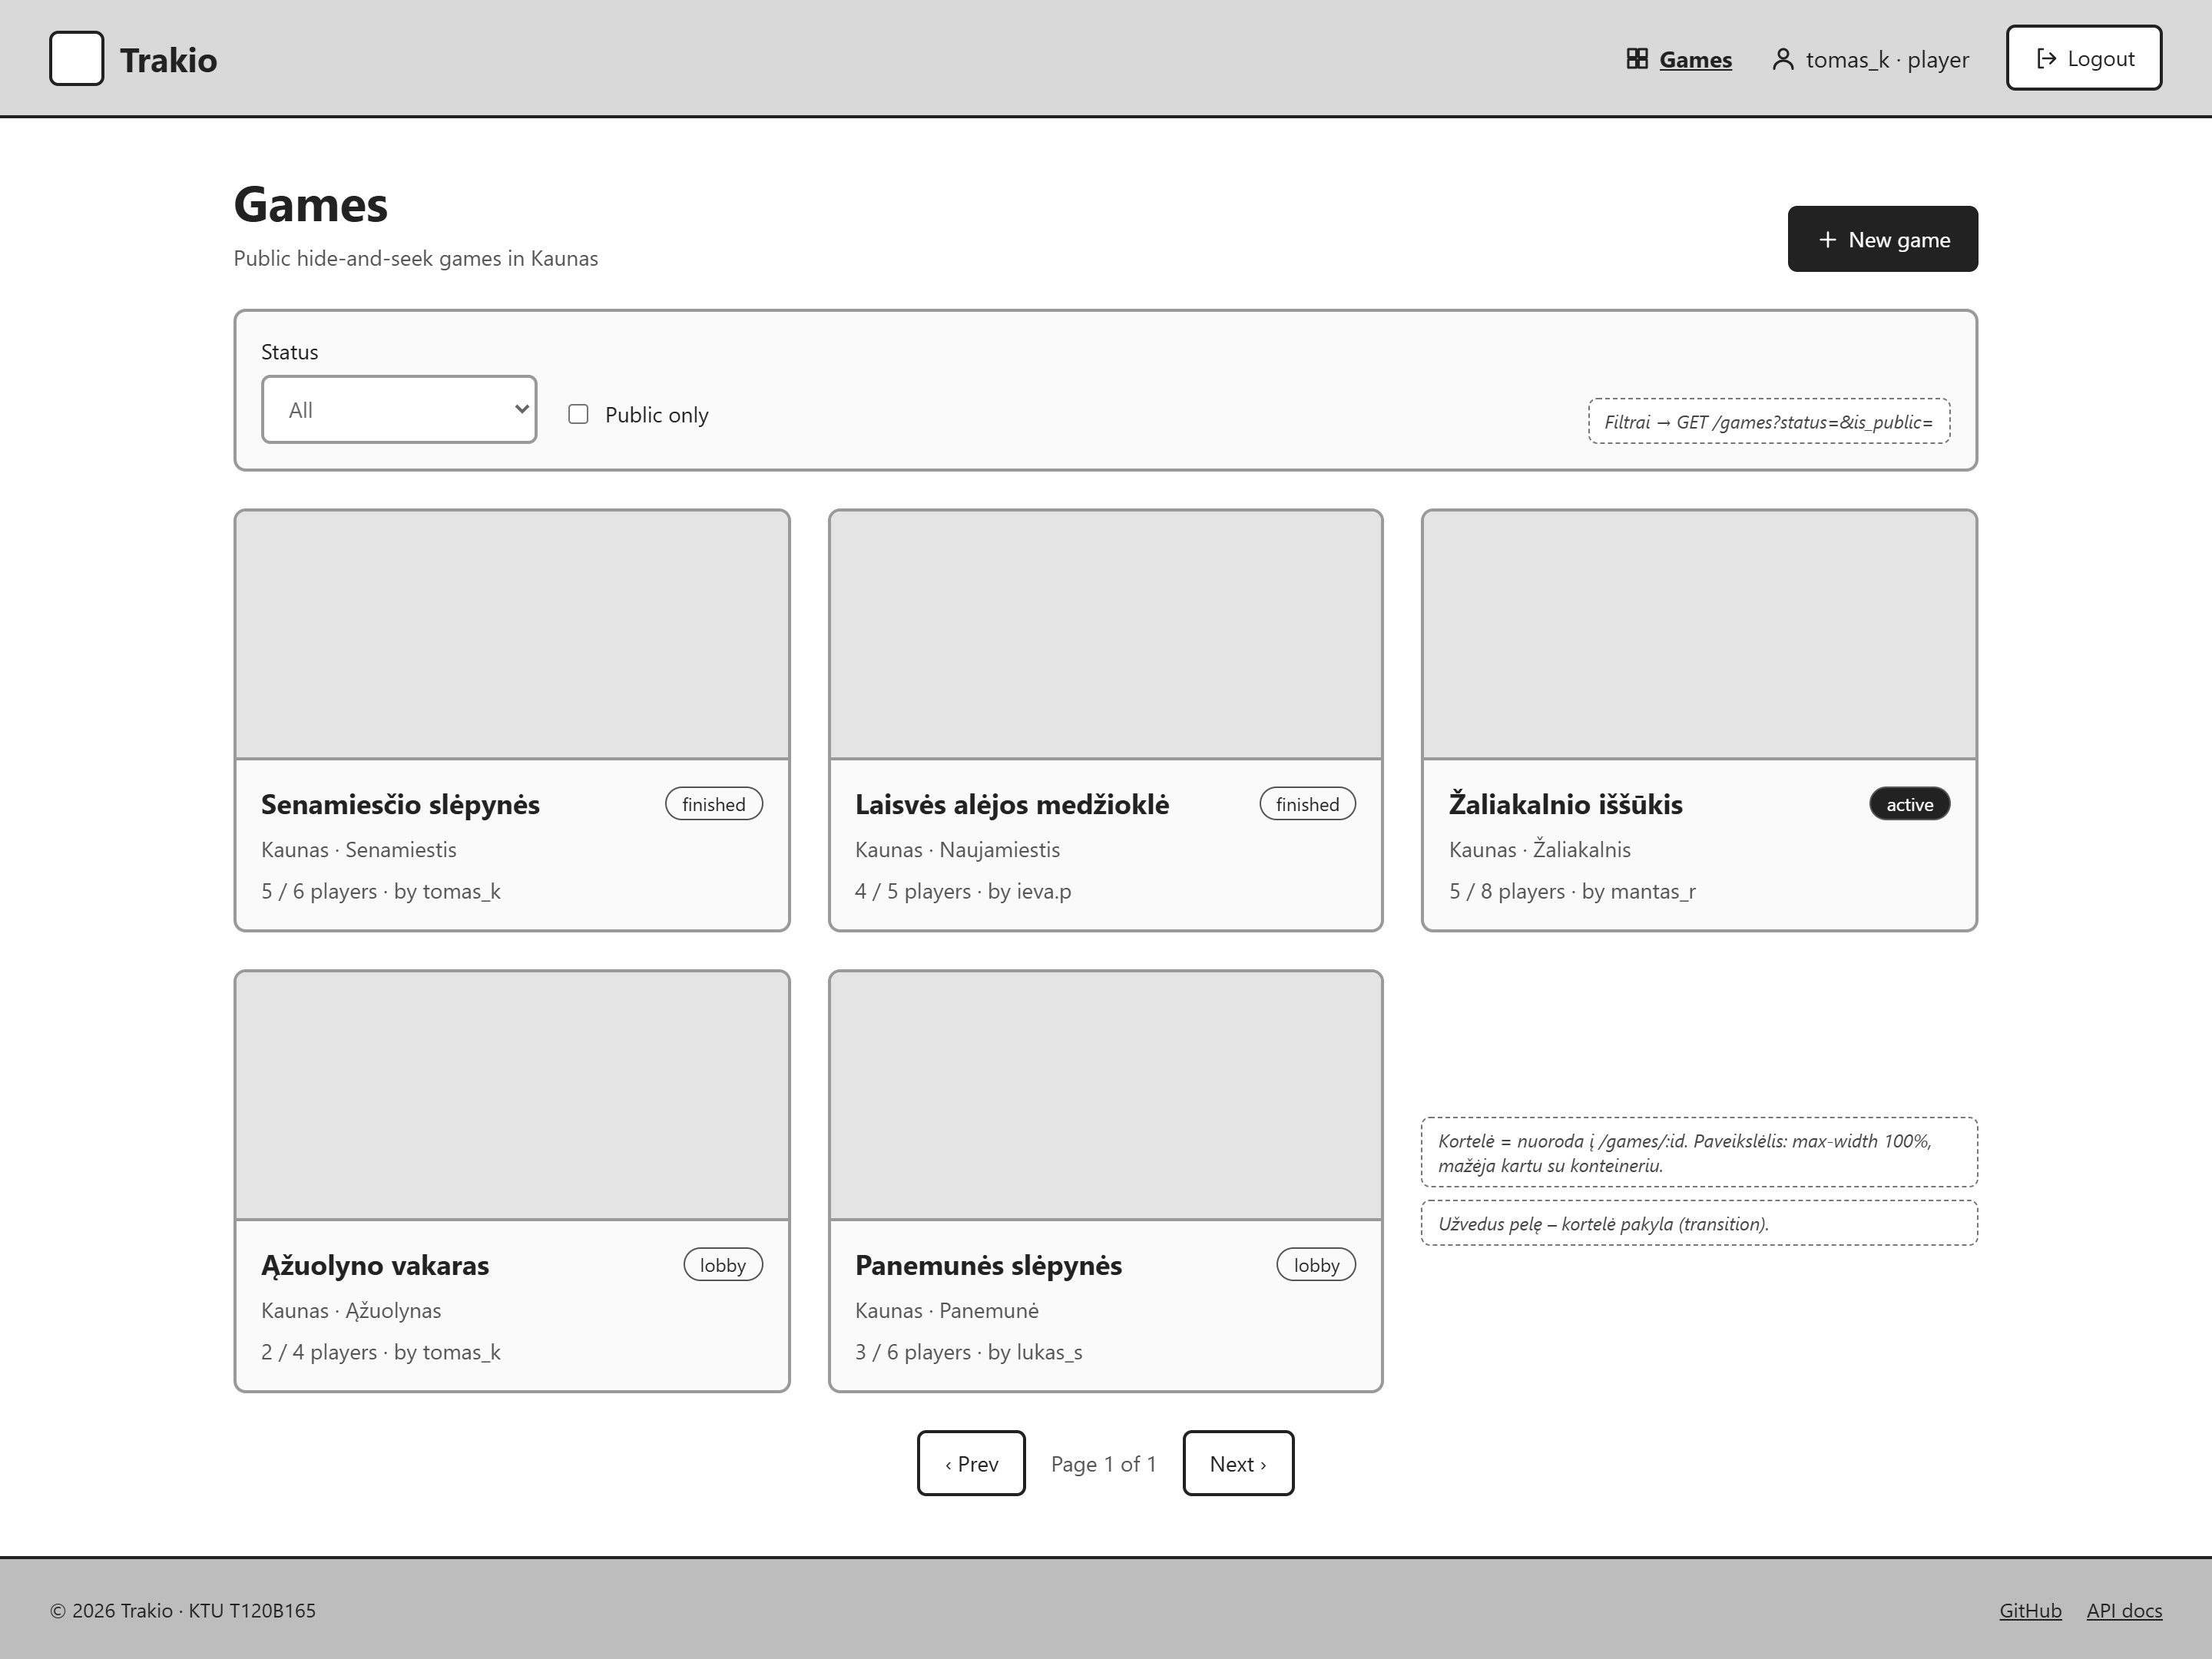 Trakio
Games
tomas_k · player
Logout
Games
Public hide-and-seek games in Kaunas
+ New game
Status
All
Public only
Filtrai → GET /games?status=&is_public=
Senamiesčio slėpynės
finished
Kaunas · Senamiestis
5 / 6 players · by tomas_k
Laisvės alėjos medžioklė
finished
Kaunas · Naujamiestis
4 / 5 players · by ieva.p
Žaliakalnio iššūkis
active
Kaunas · Žaliakalnis
5 / 8 players · by mantas_r
Ąžuolyno vakaras
lobby
Kaunas · Ąžuolynas
2 / 4 players · by tomas_k
Panemunės slėpynės
lobby
Kaunas · Panemunė
3 / 6 players · by lukas_s
Kortelė = nuoroda į /games/:id. Paveikslėlis: max-width 100%,
mažėja kartu su konteineriu.
Užvedus pelę – kortelė pakyla (transition).
‹ Prev
Page 1 of 1
Next ›
© 2026 Trakio · KTU T120B165
GitHub
API docs